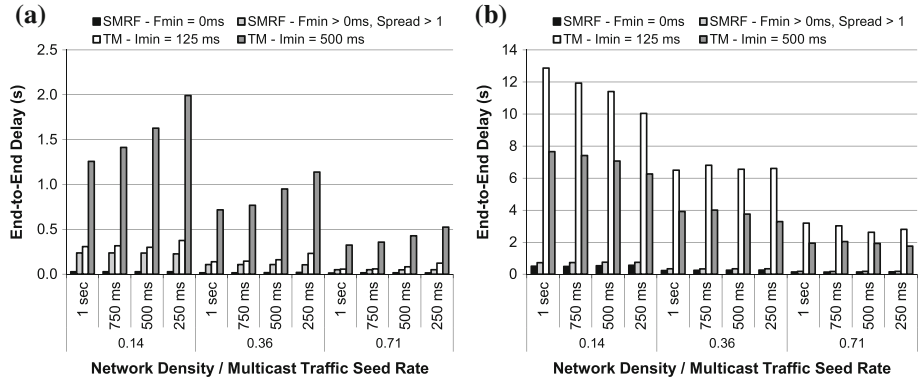 (a)
SMRF - Fmin = 0ms
SMRF - Fmin > 0ms, Spread > 1
TM - Imin = 125 ms
TM - Imin = 500 ms
End-to-End Delay (s)
2.5
2.0
1.5
1.0
0.5
0.0
1 sec
750 ms
500 ms
250 ms
1 sec
750 ms
500 ms
250 ms
1 sec
750 ms
500 ms
250 ms
0.14
0.36
0.71
Network Density / Multicast Traffic Seed Rate
(b)
SMRF - Fmin = 0ms
SMRF - Fmin > 0ms, Spread > 1
TM - Imin = 125 ms
TM - Imin = 500 ms
End-to-End Delay (s)
14
12
10
8
6
4
2
0
1 sec
750 ms
500 ms
250 ms
1 sec
750 ms
500 ms
250 ms
1 sec
750 ms
500 ms
250 ms
0.14
0.36
0.71
Network Density / Multicast Traffic Seed Rate